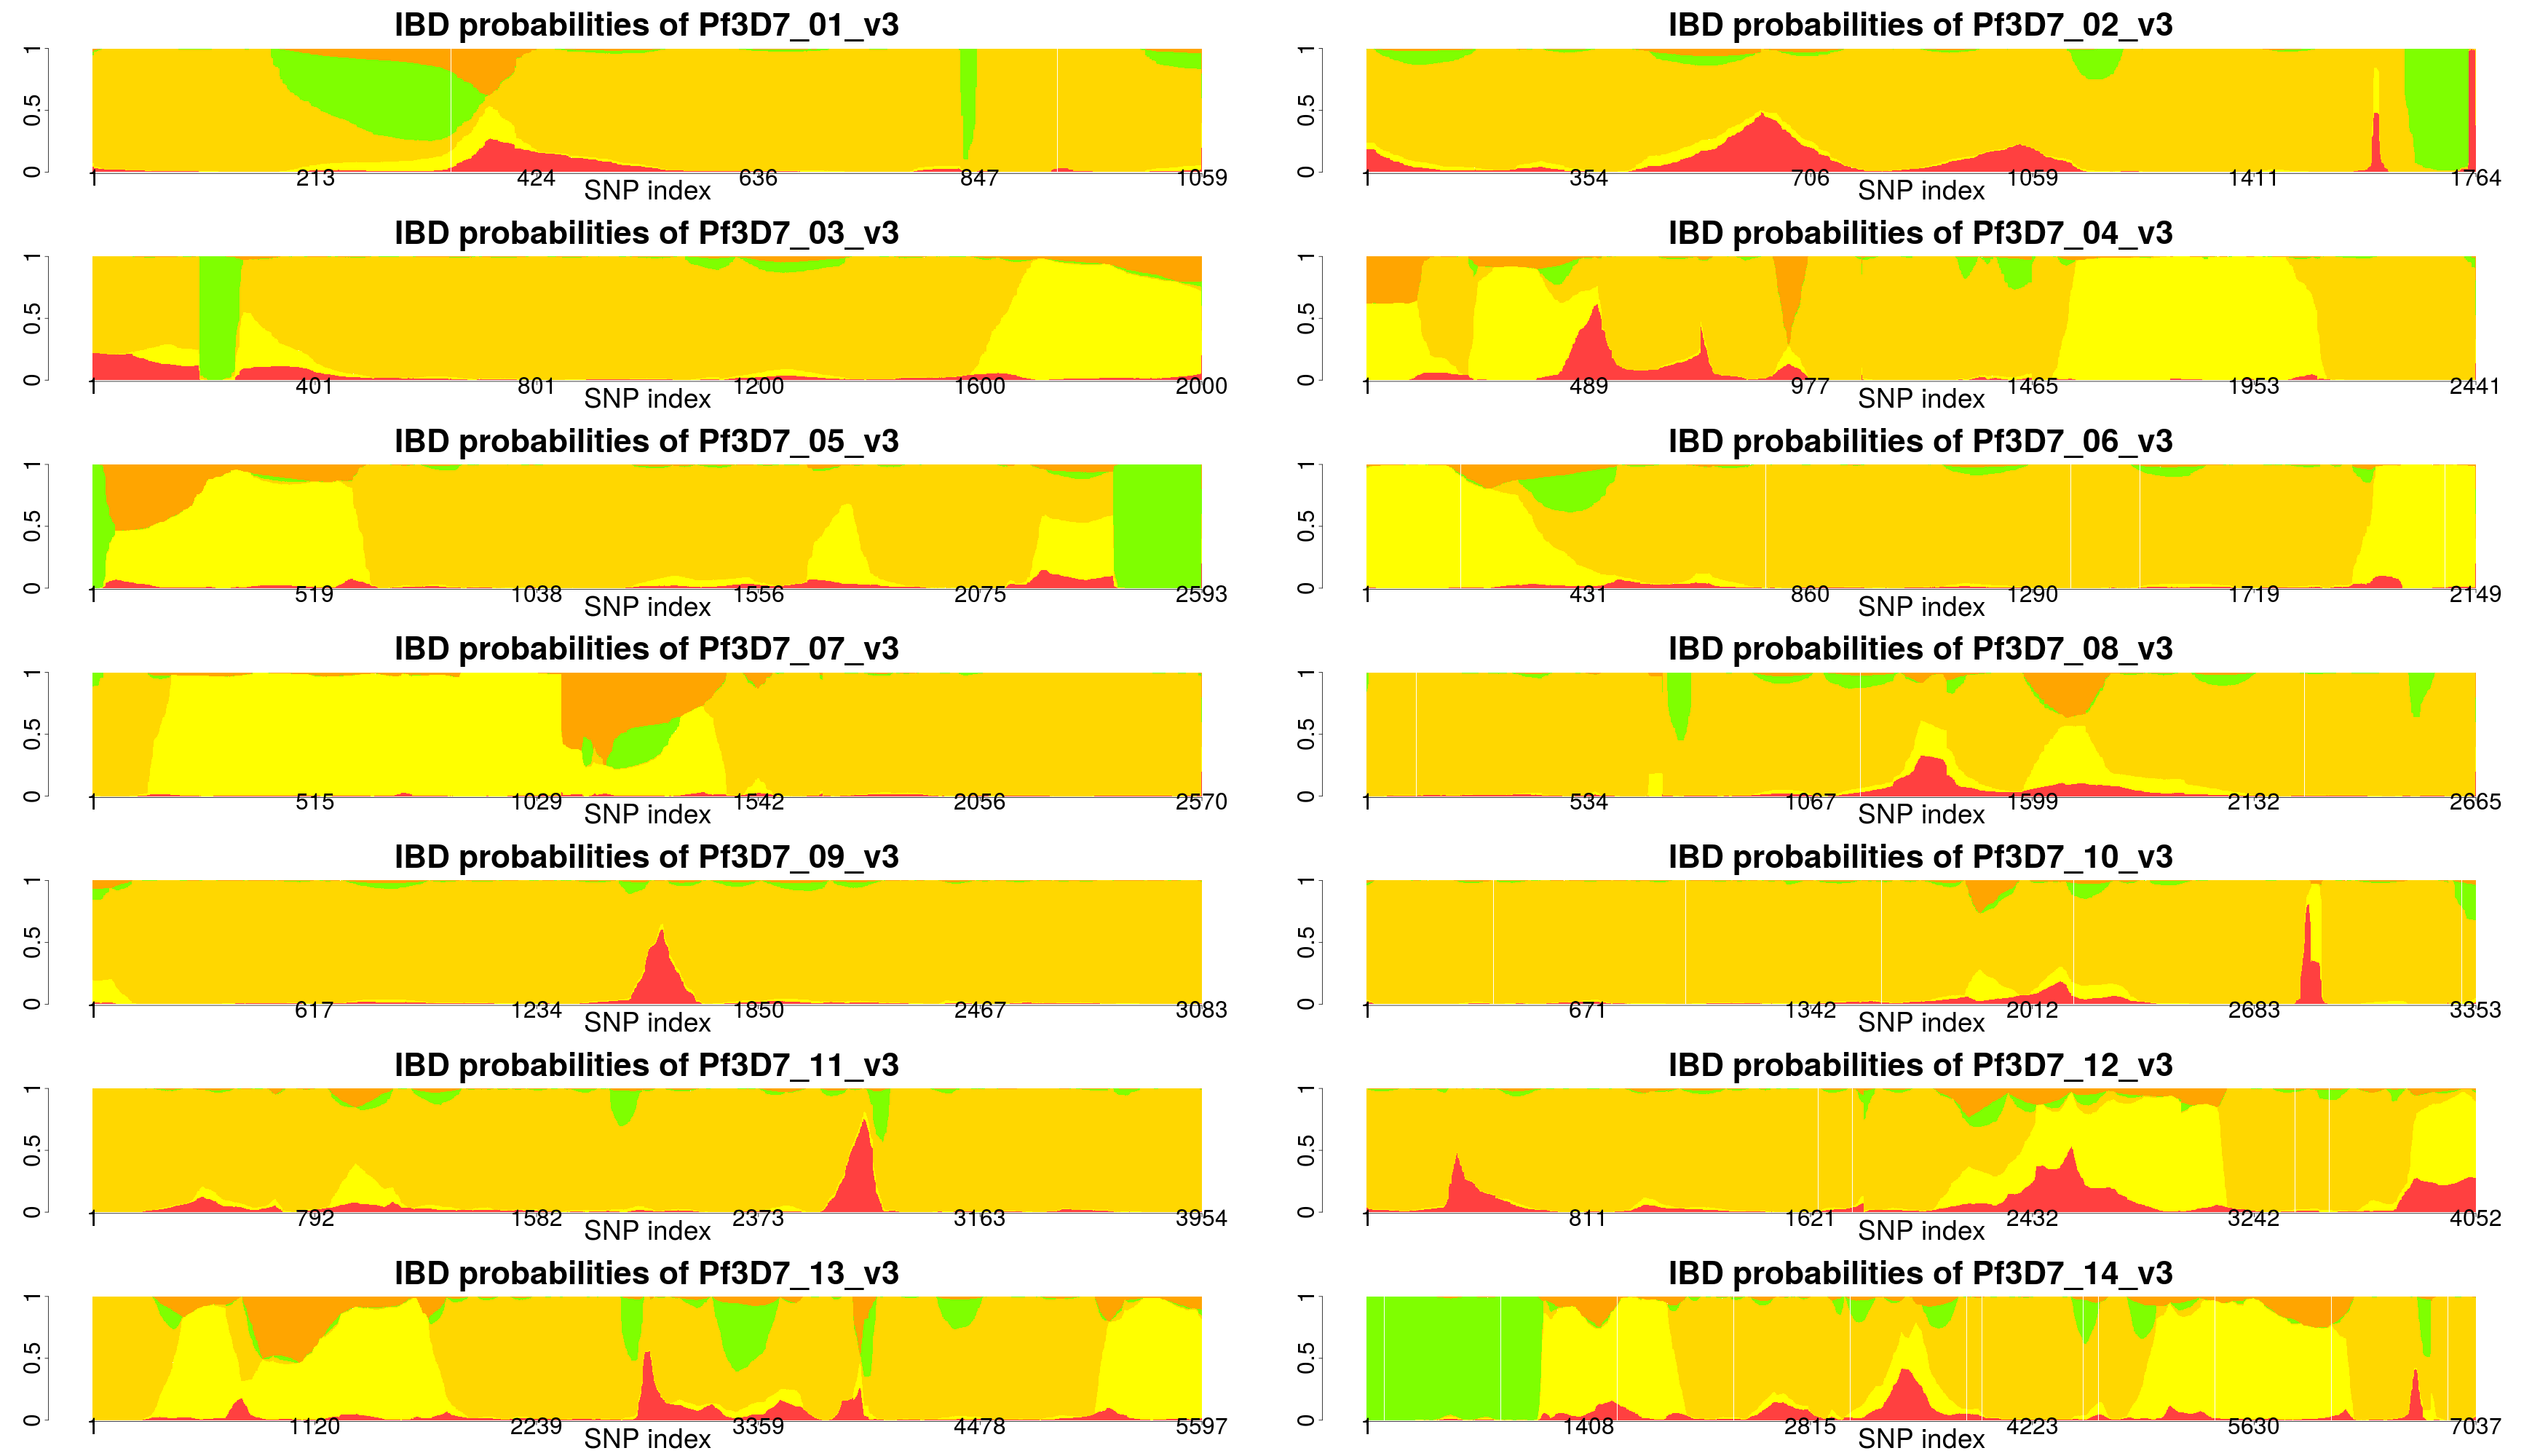 IBD probabilities of Pf3D7_01_v3
0 0.5 1
1 213 424 636 847 1059
SNP index
IBD probabilities of Pf3D7_02_v3
0 0.5 1
1 354 706 1059 1411 1764
SNP index
IBD probabilities of Pf3D7_03_v3
0 0.5 1
1 401 801 1200 1600 2000
SNP index
IBD probabilities of Pf3D7_04_v3
0 0.5 1
1 489 977 1465 1953 2441
SNP index
IBD probabilities of Pf3D7_05_v3
0 0.5 1
1 519 1038 1556 2075 2593
SNP index
IBD probabilities of Pf3D7_06_v3
0 0.5 1
1 431 860 1290 1719 2149
SNP index
IBD probabilities of Pf3D7_07_v3
0 0.5 1
1 515 1029 1542 2056 2570
SNP index
IBD probabilities of Pf3D7_08_v3
0 0.5 1
1 534 1067 1599 2132 2665
SNP index
IBD probabilities of Pf3D7_09_v3
0 0.5 1
1 617 1234 1850 2467 3083
SNP index
IBD probabilities of Pf3D7_10_v3
0 0.5 1
1 671 1342 2012 2683 3353
SNP index
IBD probabilities of Pf3D7_11_v3
0 0.5 1
1 792 1582 2373 3163 3954
SNP index
IBD probabilities of Pf3D7_12_v3
0 0.5 1
1 811 1621 2432 3242 4052
SNP index
IBD probabilities of Pf3D7_13_v3
0 0.5 1
1 1120 2239 3359 4478 5597
SNP index
IBD probabilities of Pf3D7_14_v3
0 0.5 1
1 1408 2815 4223 5630 7037
SNP index